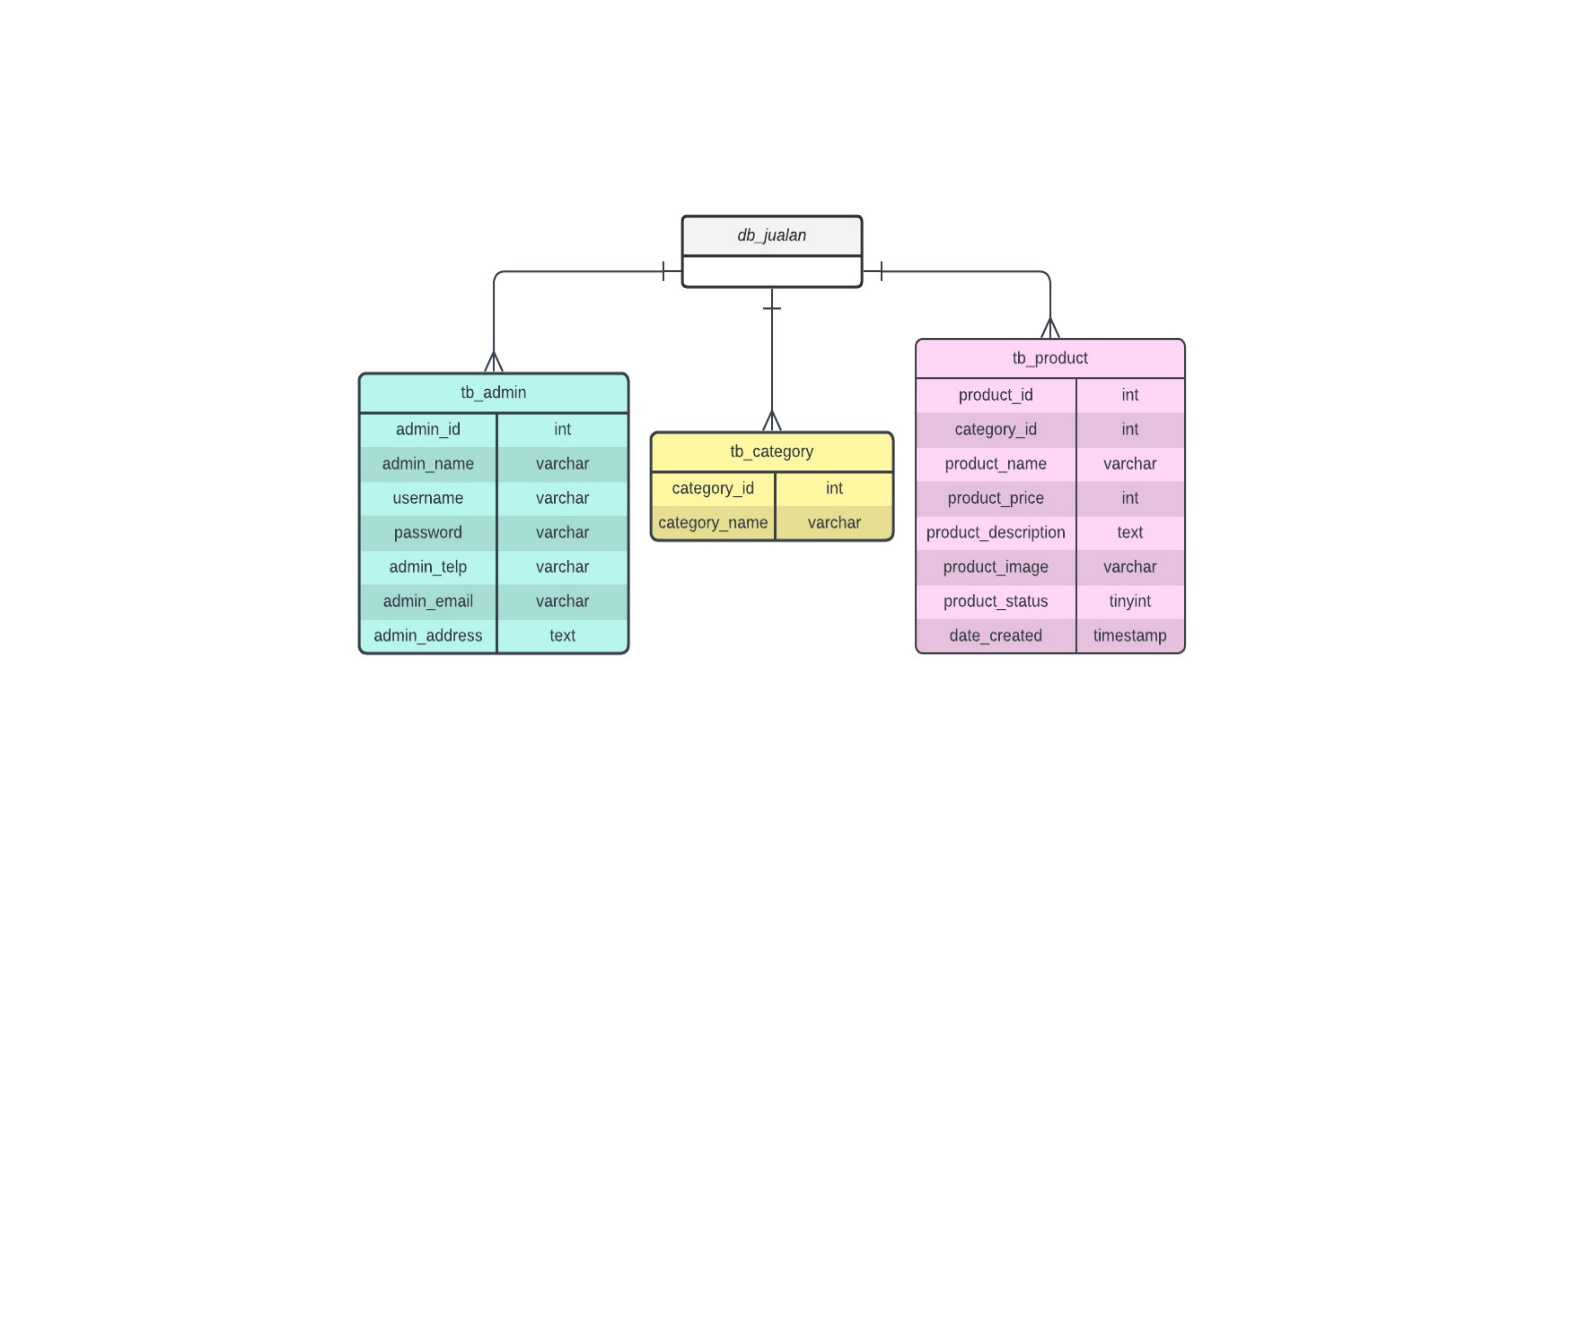 db_jualan
tb_admin
admin_id int
admin_name varchar
username varchar
password varchar
admin_telp varchar
admin_email varchar
admin_address text
tb_category
category_id int
category_name varchar
tb_product
product_id int
category_id int
product_name varchar
product_price int
product_description text
product_image varchar
product_status tinyint
date_created timestamp